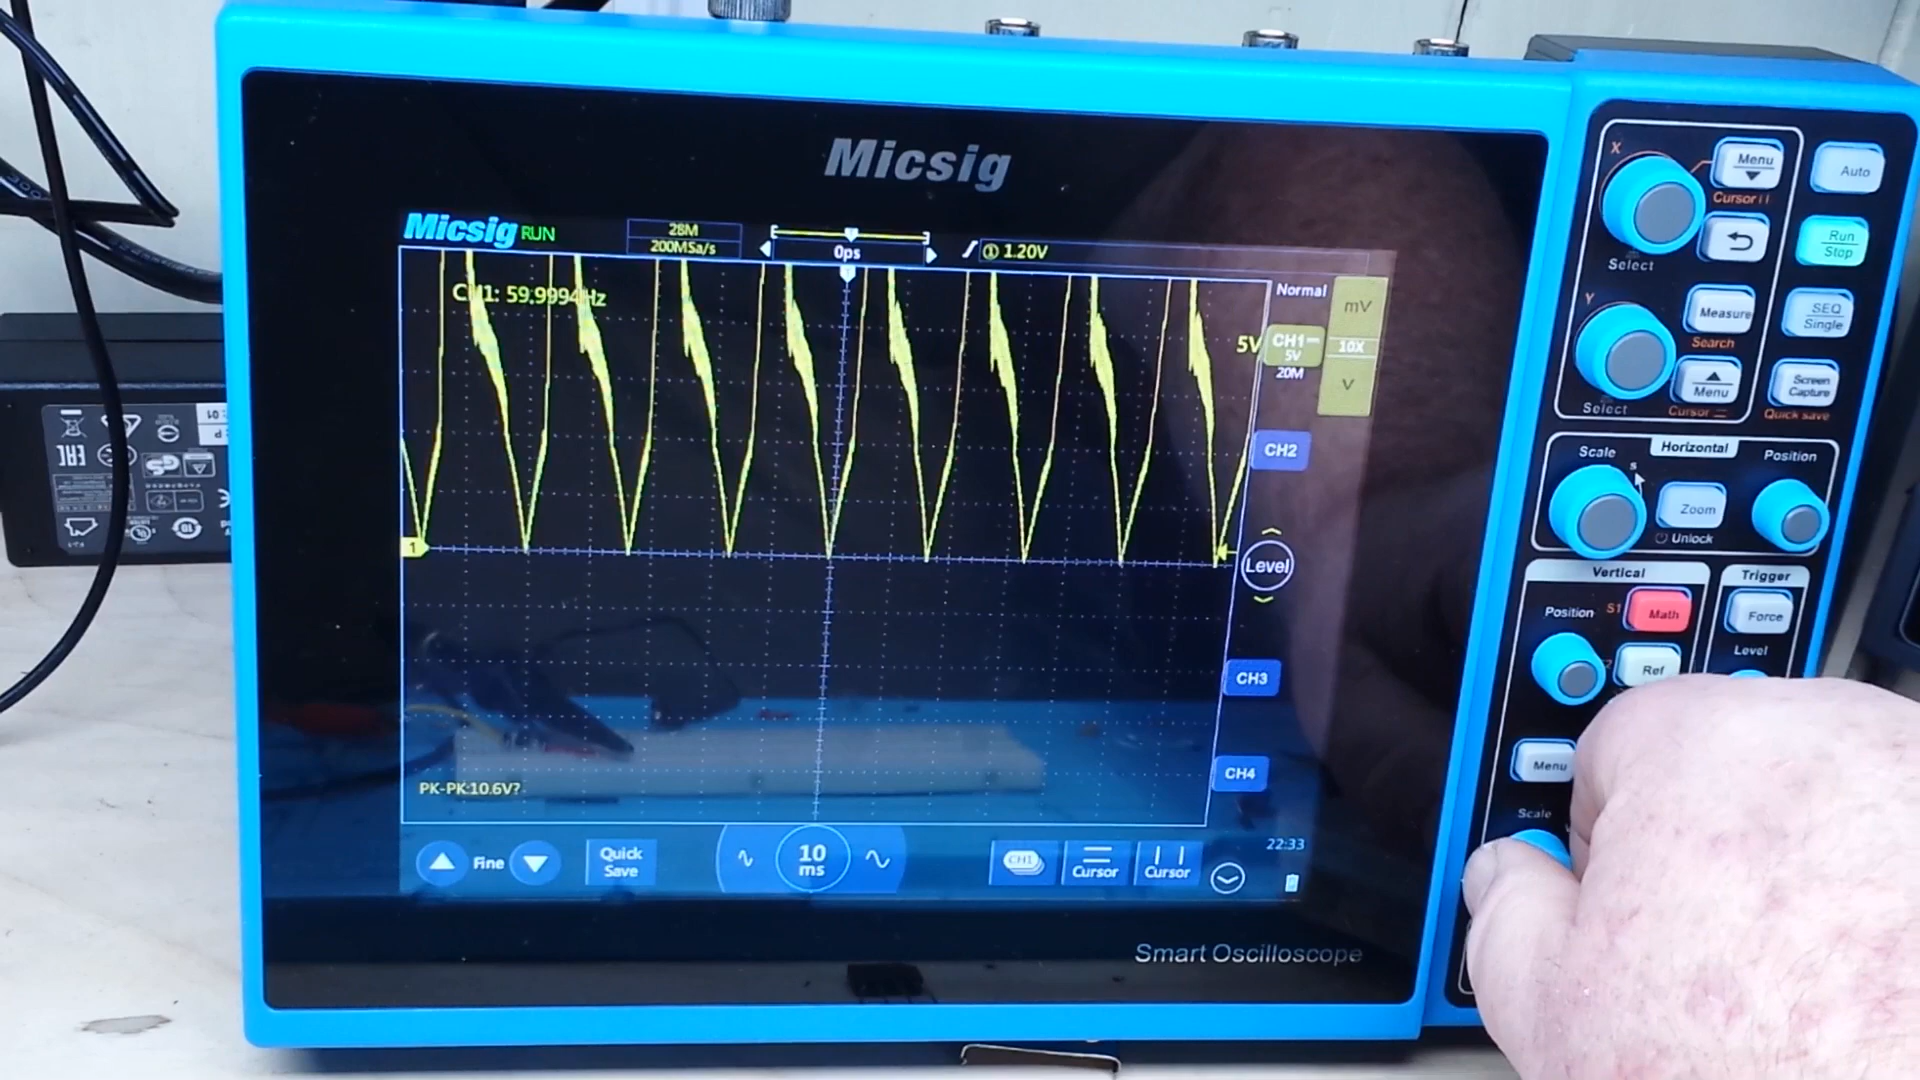 Micsig
Micsig RUN
28M
200MSa/s
0ps
① 1.20V
CH1: 59.9994Hz
Normal
mV
5V
CH1
5V
10X
20M
V
CH2
1
Level
CH3
CH4
PK-PK:10.6V?
22:33
Fine
Quick
Save
10
ms
CH1
Cursor
Cursor
Smart Oscilloscope
X
Menu
Auto
Cursor
Run
Stop
Select
Y
Measure
SEQ
Single
Search
Menu
Screen
Capture
Select
Cursor
Quick save
Horizontal
Scale
Position
s
Zoom
Unlock
Vertical
Trigger
Position
S1
Math
Force
Level
Ref
Menu
Scale